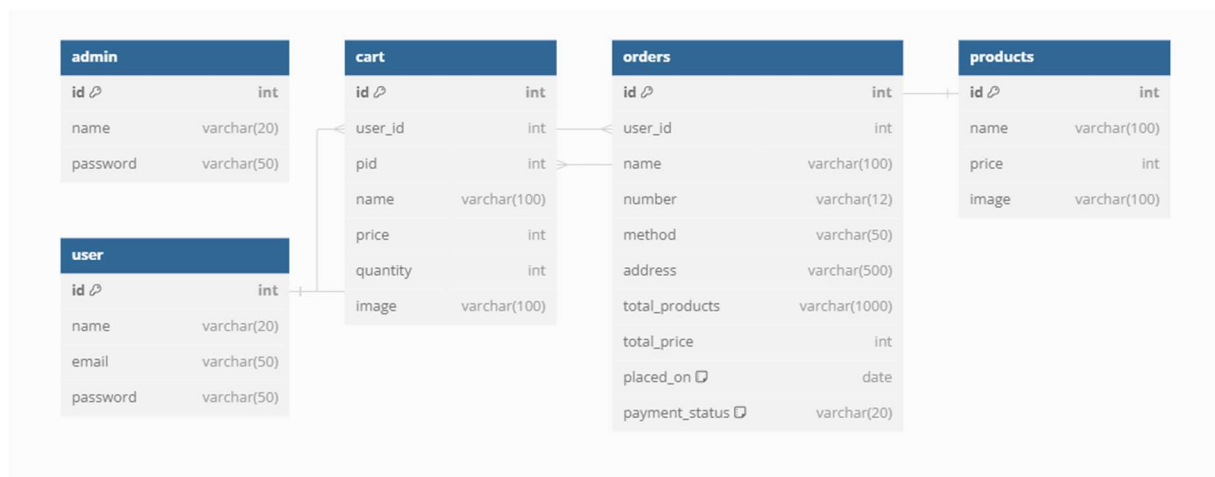 admin
id int
name varchar(20)
password varchar(50)
user
id int
name varchar(20)
email varchar(50)
password varchar(50)
cart
id int
user_id int
pid int
name varchar(100)
price int
quantity int
image varchar(100)
orders
id int
user_id int
name varchar(100)
number varchar(12)
method varchar(50)
address varchar(500)
total_products varchar(1000)
total_price int
placed_on date
payment_status varchar(20)
products
id int
name varchar(100)
price int
image varchar(100)